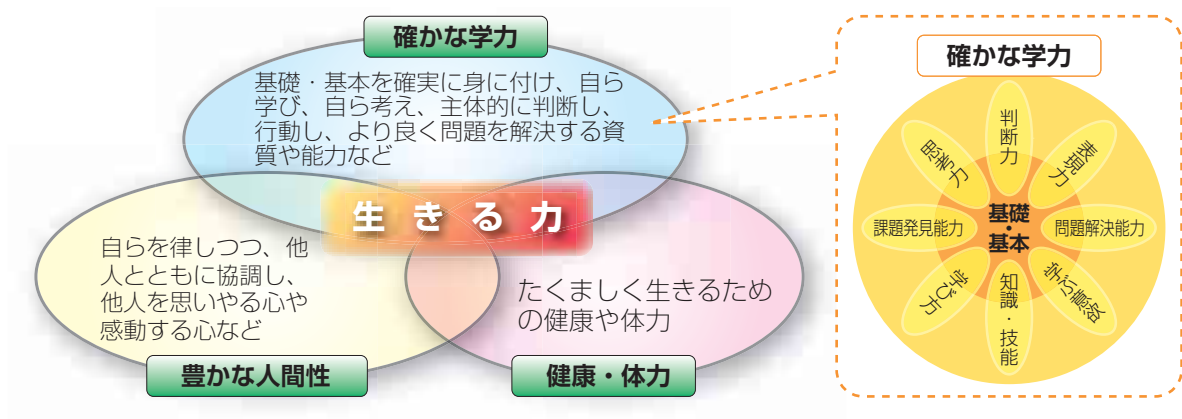 確かな学力
基礎・基本を確実に身に付け、自ら
学び、自ら考え、主体的に判断し、
行動し、より良く問題を解決する資
質や能力など
生きる力
自らを律しつつ、他
人とともに協調し、
他人を思いやる心や
感動する心など
豊かな人間性
たくましく生きるため
の健康や体力
健康・体力
確かな学力
判断力
表現力
問題解決能力
学ぶ意欲
知識・技能
学び方
課題発見能力
思考力
基礎
・
基本